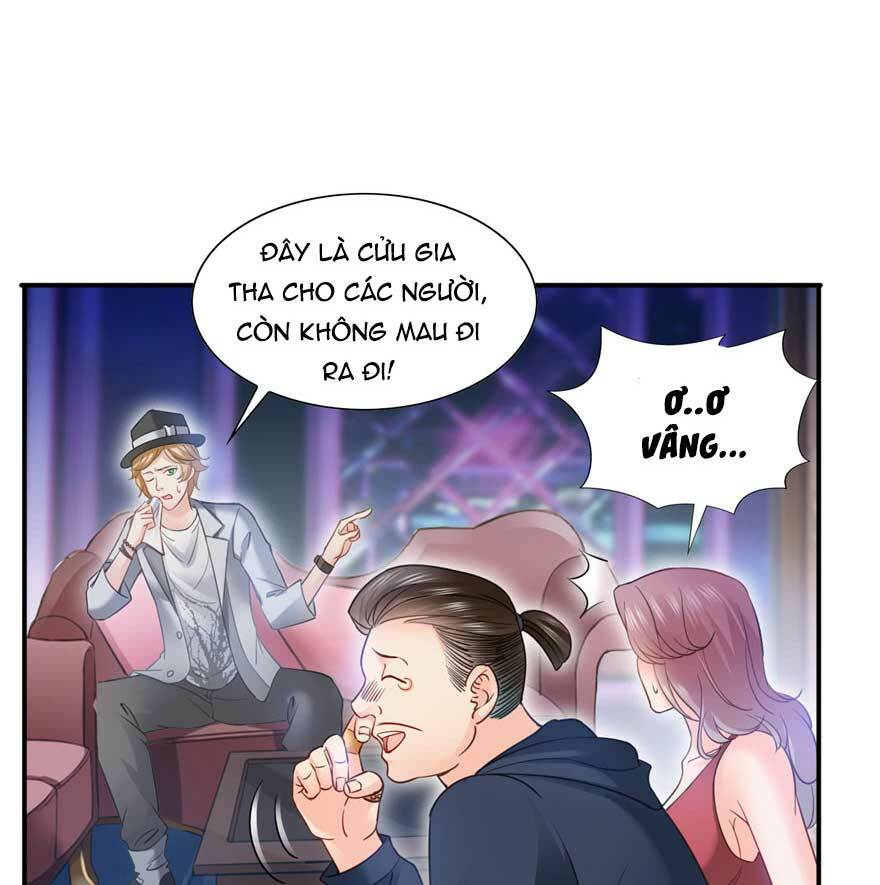 ĐÂY LÀ CỬU GIA
THA CHO CÁC NGƯỜI,
CÒN KHÔNG MAU ĐI
RA ĐI!
Ơ..Ơ
VÂNG...